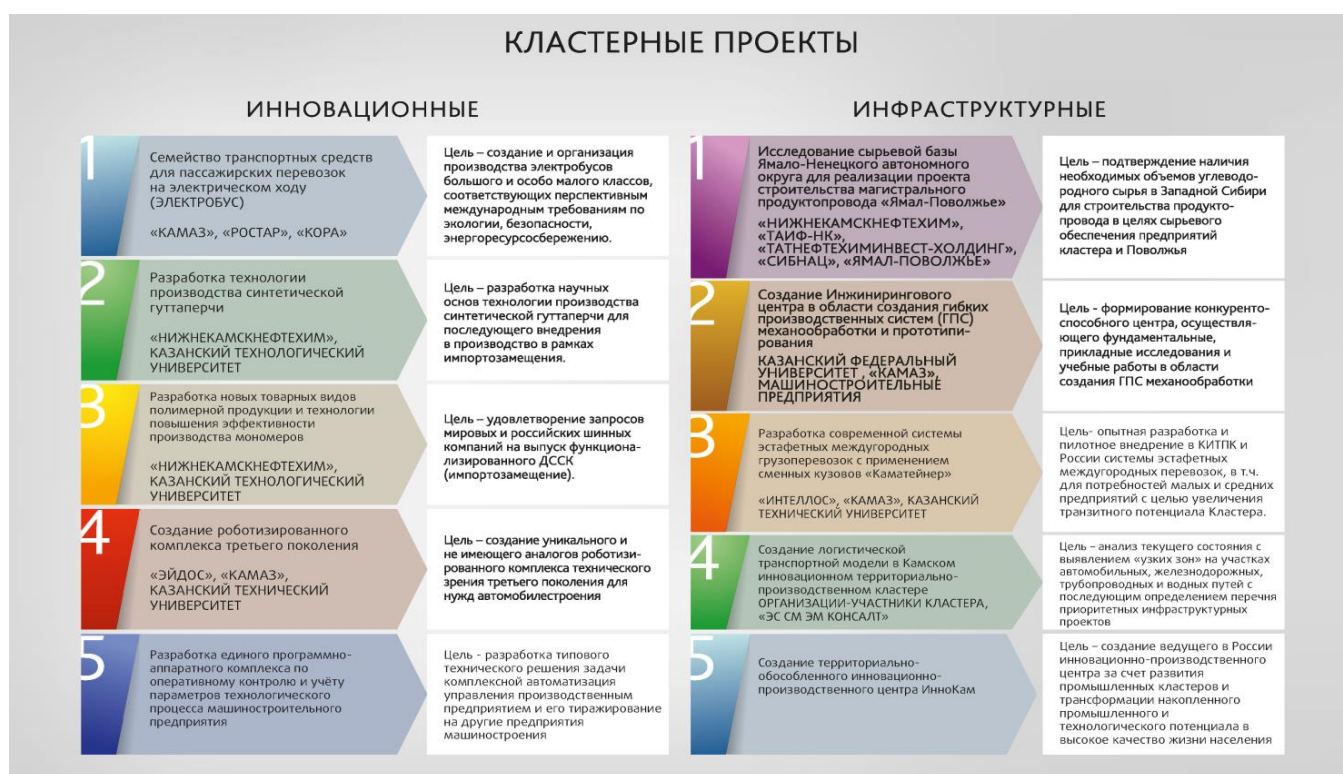 КЛАСТЕРНЫЕ ПРОЕКТЫ
ИННОВАЦИОННЫЕ
1
Семейство транспортных средств
для пассажирских перевозок
на электрическом ходу
(ЭЛЕКТРОБУС)
«КАМАЗ», «РОСТАР», «КОРА»
Цель – создание и организация
производства электробусов
большого и особо малого классов,
соответствующих перспективным
международным требованиям по
экологии, безопасности,
энергоресурсосбережению.
2
Разработка технологии
производства синтетической
гуттаперчи
«НИЖНЕКАМСКНЕФТЕХИМ»,
КАЗАНСКИЙ ТЕХНОЛОГИЧЕСКИЙ
УНИВЕРСИТЕТ
Цель – разработка научных
основ технологии производства
синтетической гуттаперчи для
последующего внедрения
в производство в рамках
импортозамещения.
3
Разработка новых товарных видов
полимерной продукции и технологии
повышения эффективности
производства мономеров
«НИЖНЕКАМСКНЕФТЕХИМ»,
КАЗАНСКИЙ ТЕХНОЛОГИЧЕСКИЙ
УНИВЕРСИТЕТ
Цель – удовлетворение запросов
мировых и российских шинных
компаний на выпуск функциона-
лизированного ДССК
(импортозамещение).
4
Создание роботизированного
комплекса третьего поколения
«ЭЙДОС», «КАМАЗ»,
КАЗАНСКИЙ ТЕХНИЧЕСКИЙ
УНИВЕРСИТЕТ
Цель – создание уникального и
не имеющего аналогов роботизи-
рованного комплекса технического
зрения третьего поколения для
нужд автомобилестроения
5
Разработка единого программно-
аппаратного комплекса по
оперативному контролю и учёту
параметров технологического
процесса машиностроительного
предприятия
Цель - разработка типового
технического решения задачи
комплексной автоматизация
управления производственным
предприятием и его тиражирование
на другие предприятия
машиностроения
ИНФРАСТРУКТУРНЫЕ
1
Исследование сырьевой базы
Ямало-Ненецкого автономного
округа для реализации проекта
строительства магистрального
продуктопровода «Ямал-Поволжье»
«НИЖНЕКАМСКНЕФТЕХИМ»,
«ТАИФ-НК»,
«ТАТНЕФТЕХИМИНВЕСТ-ХОЛДИНГ»,
«СИБНАЦ», «ЯМАЛ-ПОВОЛЖЬЕ»
Цель – подтверждение наличия
необходимых объемов углеводо-
родного сырья в Западной Сибири
для строительства продукто-
провода в целях сырьевого
обеспечения предприятий
кластера и Поволжья
2
Создание Инжинирингового
центра в области создания гибких
производственных систем (ГПС)
механообработки и прототипи-
рования
КАЗАНСКИЙ ФЕДЕРАЛЬНЫЙ
УНИВЕРСИТЕТ , «КАМАЗ»,
МАШИНОСТРОИТЕЛЬНЫЕ
ПРЕДПРИЯТИЯ
Цель - формирование конкуренто-
способного центра, осуществля-
ющего фундаментальные,
прикладные исследования и
учебные работы в области
создания ГПС механообработки
3
Разработка современной системы
эстафетных междугородных
грузоперевозок с применением
сменных кузовов «Каматейнер»
«ИНТЕЛЛОС», «КАМАЗ», КАЗАНСКИЙ
ТЕХНИЧЕСКИЙ УНИВЕРСИТЕТ
Цель- опытная разработка и
пилотное внедрение в КИТПК и
России системы эстафетных
междугородных перевозок, в т.ч.
для потребностей малых и средних
предприятий с целью увеличения
транзитного потенциала Кластера.
4
Создание логистической
транспортной модели в Камском
инновационном территориально-
производственном кластере
ОРГАНИЗАЦИИ-УЧАСТНИКИ КЛАСТЕРА,
«ЭС СМ ЭМ КОНСАЛТ»
Цель – анализ текущего состояния с
выявлением «узких зон» на участках
автомобильных, железнодорожных,
трубопроводных и водных путей с
последующим определением перечня
приоритетных инфраструктурных
проектов
5
Создание территориально-
обособленного инновационно-
производственного центра ИнноКам
Цель – создание ведущего в России
инновационно-производственного
центра за счет развития
промышленных кластеров и
трансформации накопленного
промышленного и
технологического потенциала в
высокое качество жизни населения